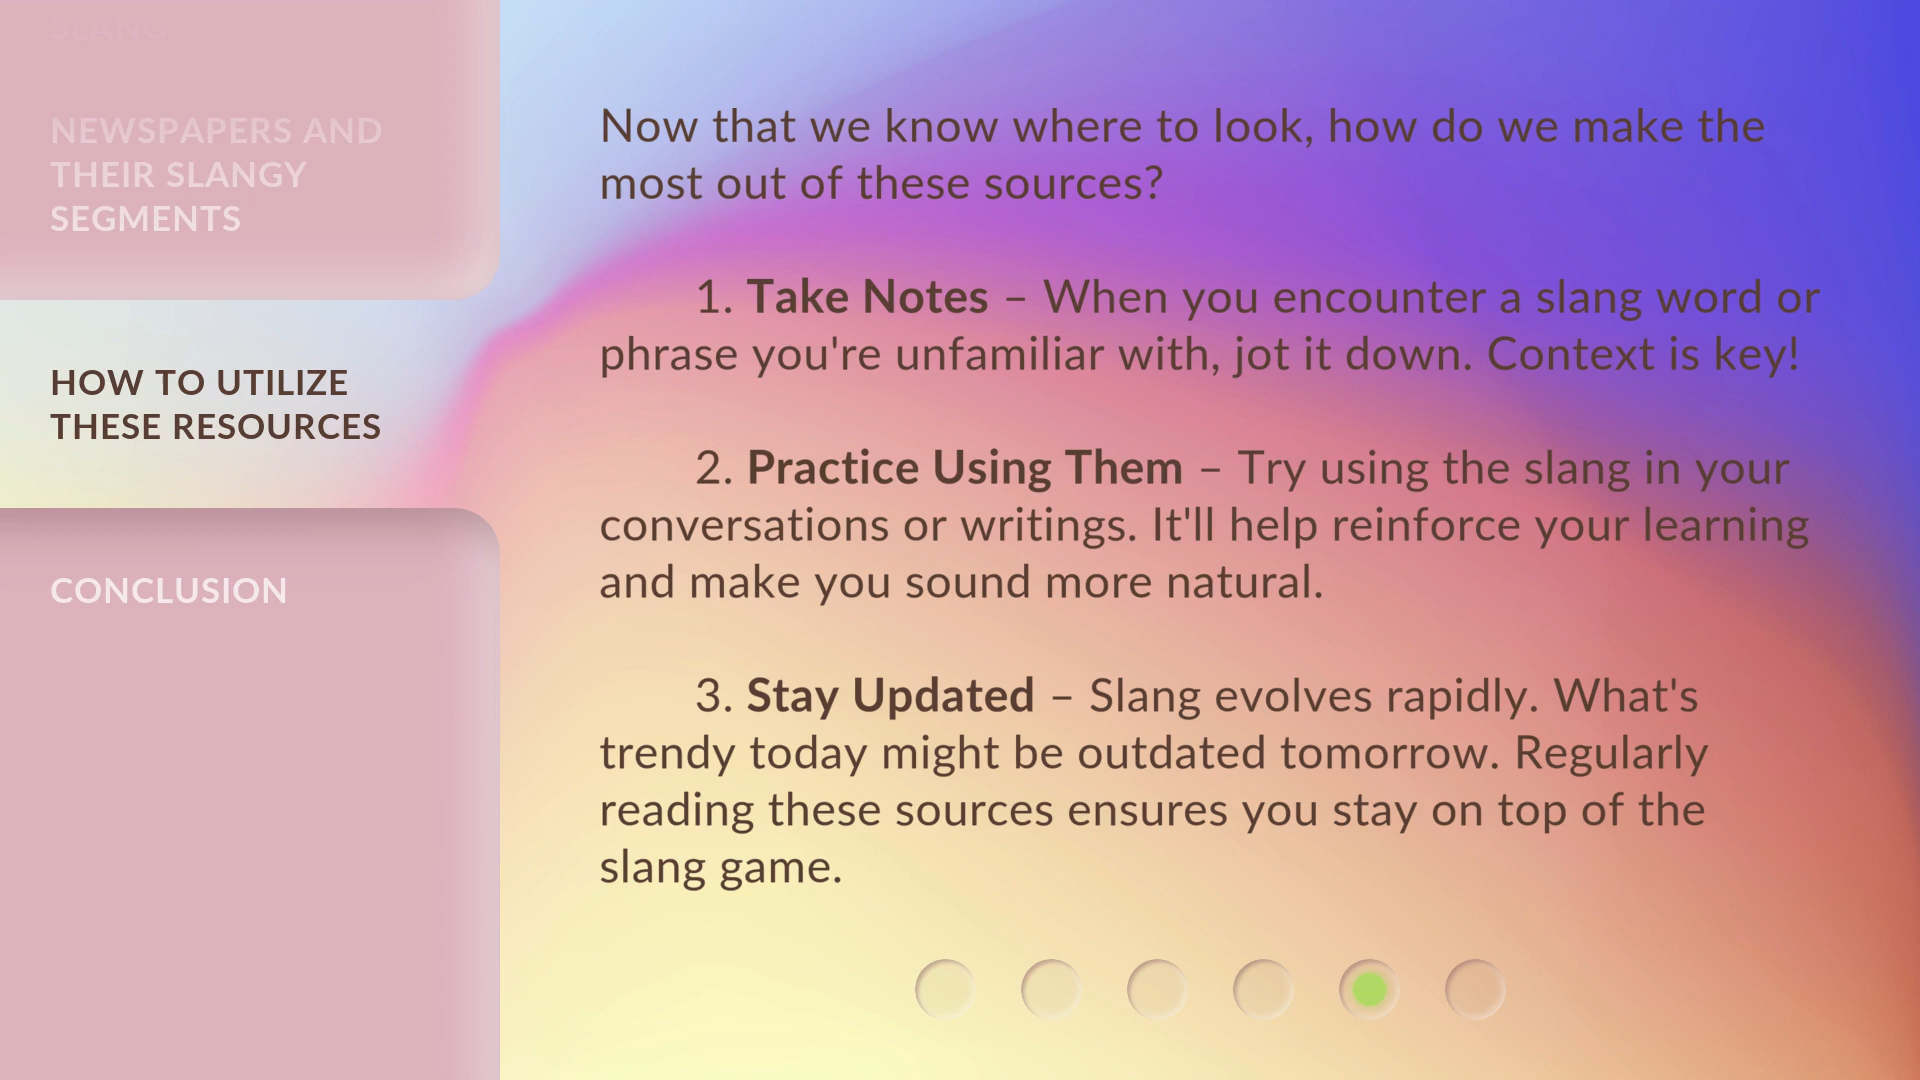 SLANG
NEWSPAPERS AND
THEIR SLANGY
SEGMENTS
HOW TO UTILIZE
THESE RESOURCES
CONCLUSION
Now that we know where to look, how do we make the
most out of these sources?
1. Take Notes – When you encounter a slang word or
phrase you're unfamiliar with, jot it down. Context is key!
2. Practice Using Them – Try using the slang in your
conversations or writings. It'll help reinforce your learning
and make you sound more natural.
3. Stay Updated – Slang evolves rapidly. What's
trendy today might be outdated tomorrow. Regularly
reading these sources ensures you stay on top of the
slang game.